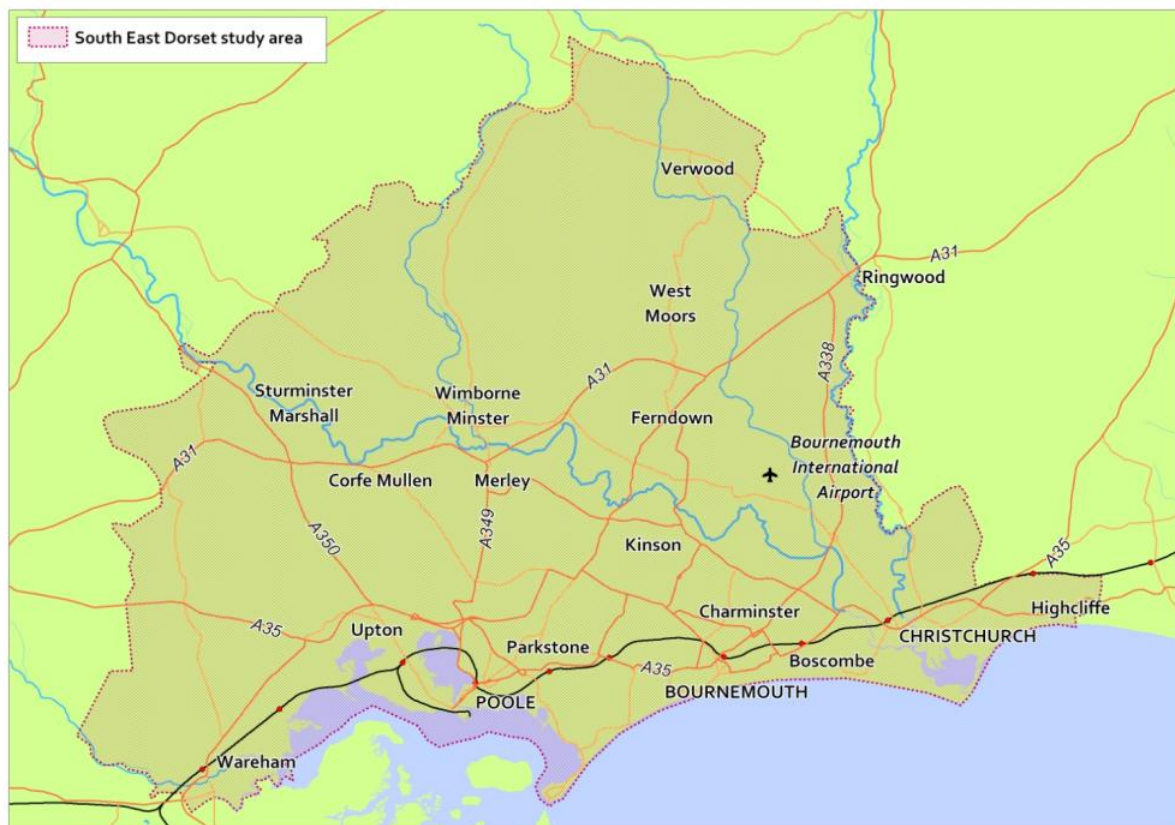 South East Dorset study area
Verwood
A31
Ringwood
West
Moors
A338
A31
Sturminster
Marshall
Wimborne
Minster
Ferndown
Bournemouth
International
Airport
A31
Corfe Mullen
Merley
A349
A350
Kinson
A35
A35
Upton
Charminster
Highcliffe
CHRISTCHURCH
Parkstone
A35
Boscombe
POOLE
BOURNEMOUTH
Wareham